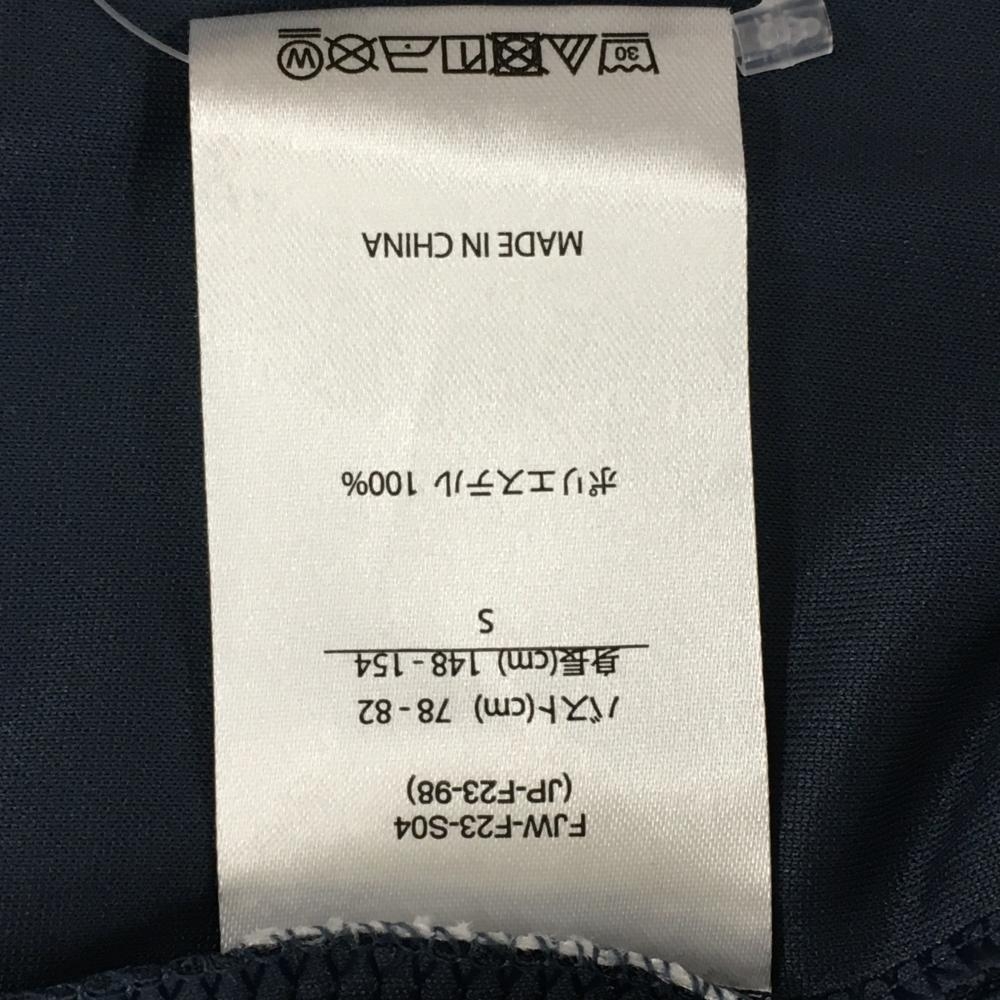 FJW-F23-S04
(JP-F23-98)
バスト(cm) 78 - 82
身長(cm) 148 - 154
S
ポリエステル 100%
MADE IN CHINA
30 W